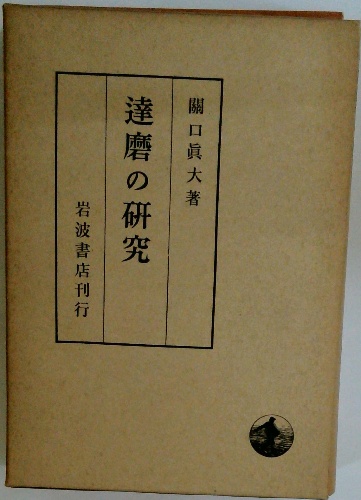 關口眞大著
達磨の研究
岩波書店刊行